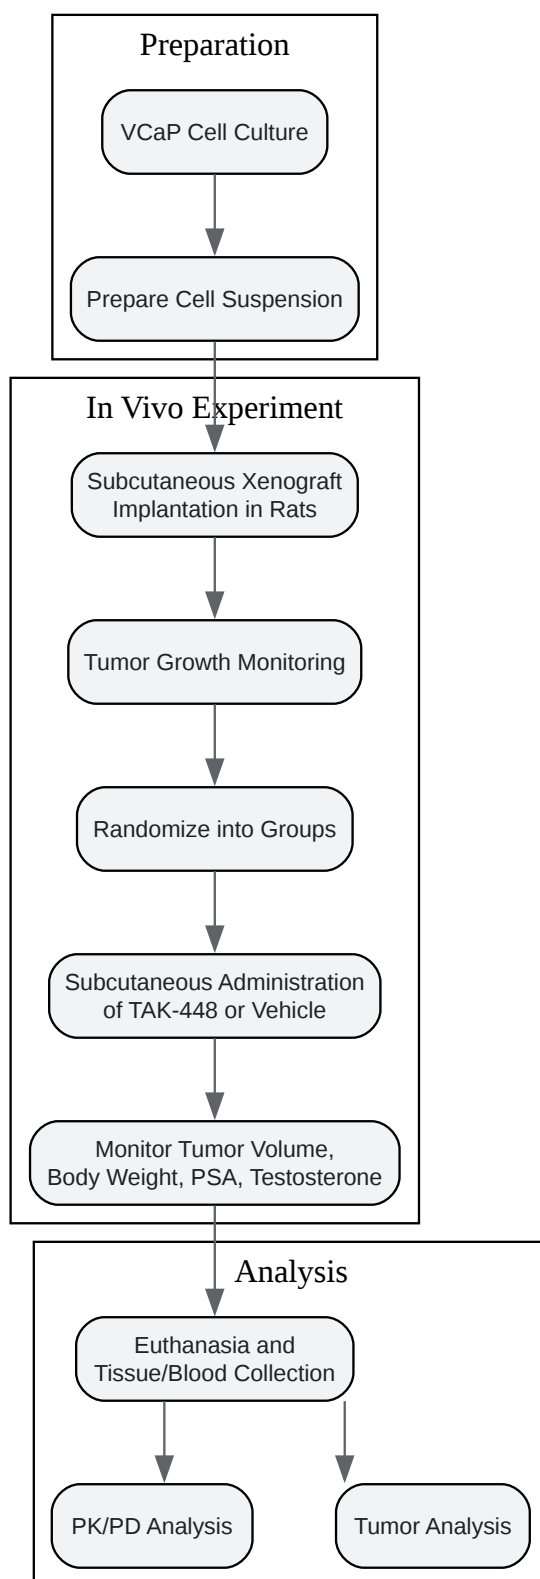 Preparation
VCaP Cell Culture
Prepare Cell Suspension
In Vivo Experiment
Subcutaneous Xenograft
Implantation in Rats
Tumor Growth Monitoring
Randomize into Groups
Subcutaneous Administration
of TAK-448 or Vehicle
Monitor Tumor Volume,
Body Weight, PSA, Testosterone
Analysis
Euthanasia and
Tissue/Blood Collection
PK/PD Analysis
Tumor Analysis